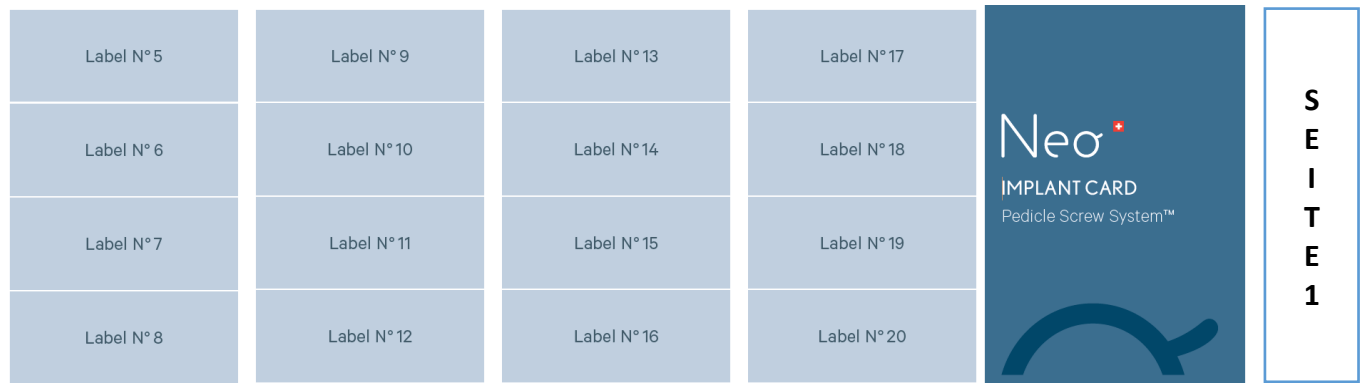 Label N° 5
Label N° 6
Label N° 7
Label N° 8
Label N° 9
Label N° 10
Label N° 11
Label N° 12
Label N° 13
Label N° 14
Label N° 15
Label N° 16
Label N° 17
Label N° 18
Label N° 19
Label N° 20
Neo
IMPLANT CARD
Pedicle Screw System™
S
E
I
T
E
1